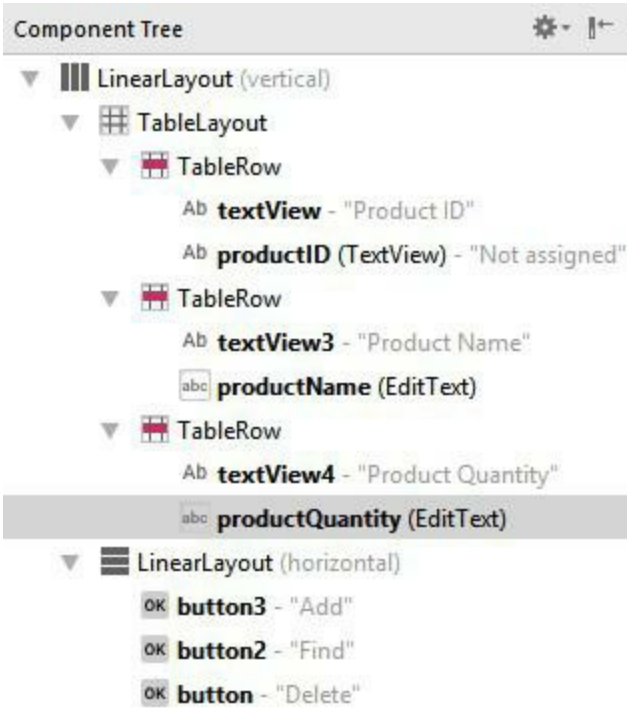 Component Tree
LinearLayout (vertical)
TableLayout
TableRow
Ab textView - "Product ID"
Ab productID (TextView) - "Not assigned"
TableRow
Ab textView3 - "Product Name"
abc productName (EditText)
TableRow
Ab textView4 - "Product Quantity"
abc productQuantity (EditText)
LinearLayout (horizontal)
OK button3 - "Add"
OK button2 - "Find"
OK button - "Delete"